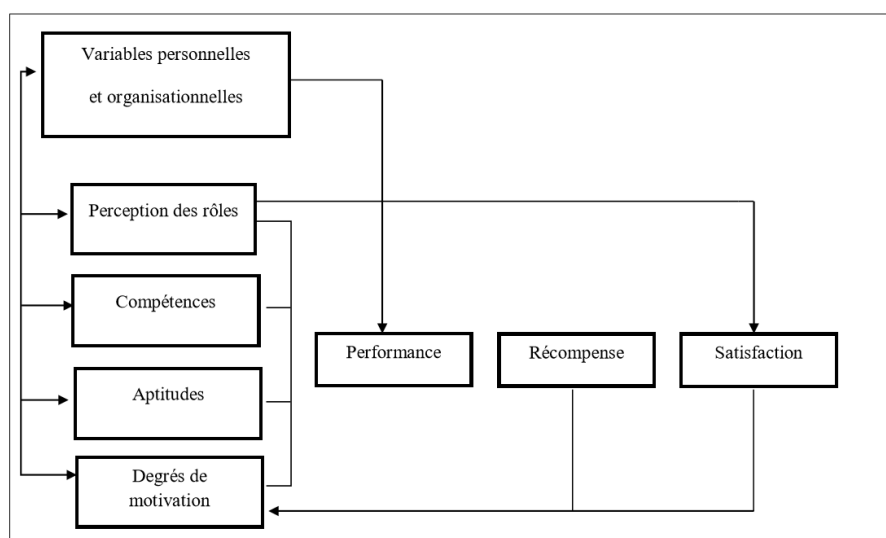 Variables personnelles
et organisationnelles
Perception des rôles
Compétences
Performance
Récompense
Satisfaction
Aptitudes
Degrés de
motivation